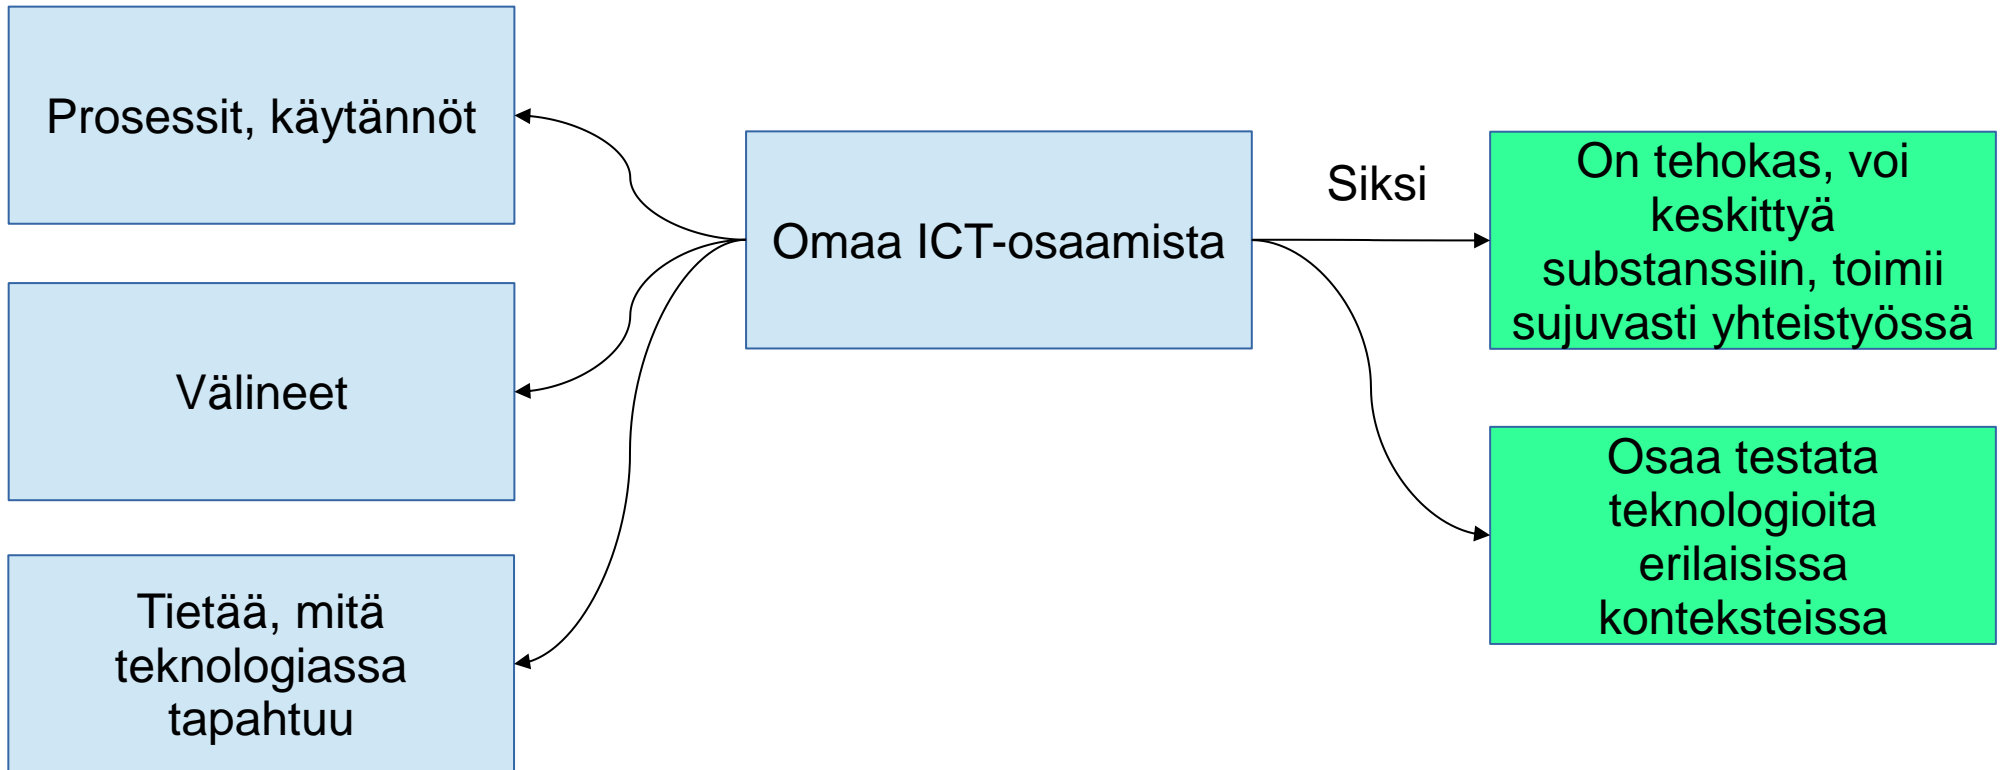 Prosessit, käytännöt
Välineet
Tietää, mitä
teknologiassa
tapahtuu
Omaa ICT-osaamista
Siksi
On tehokas, voi
keskittyä
substanssiin, toimii
sujuvasti yhteistyössä
Osaa testata
teknologioita
erilaisissa
konteksteissa